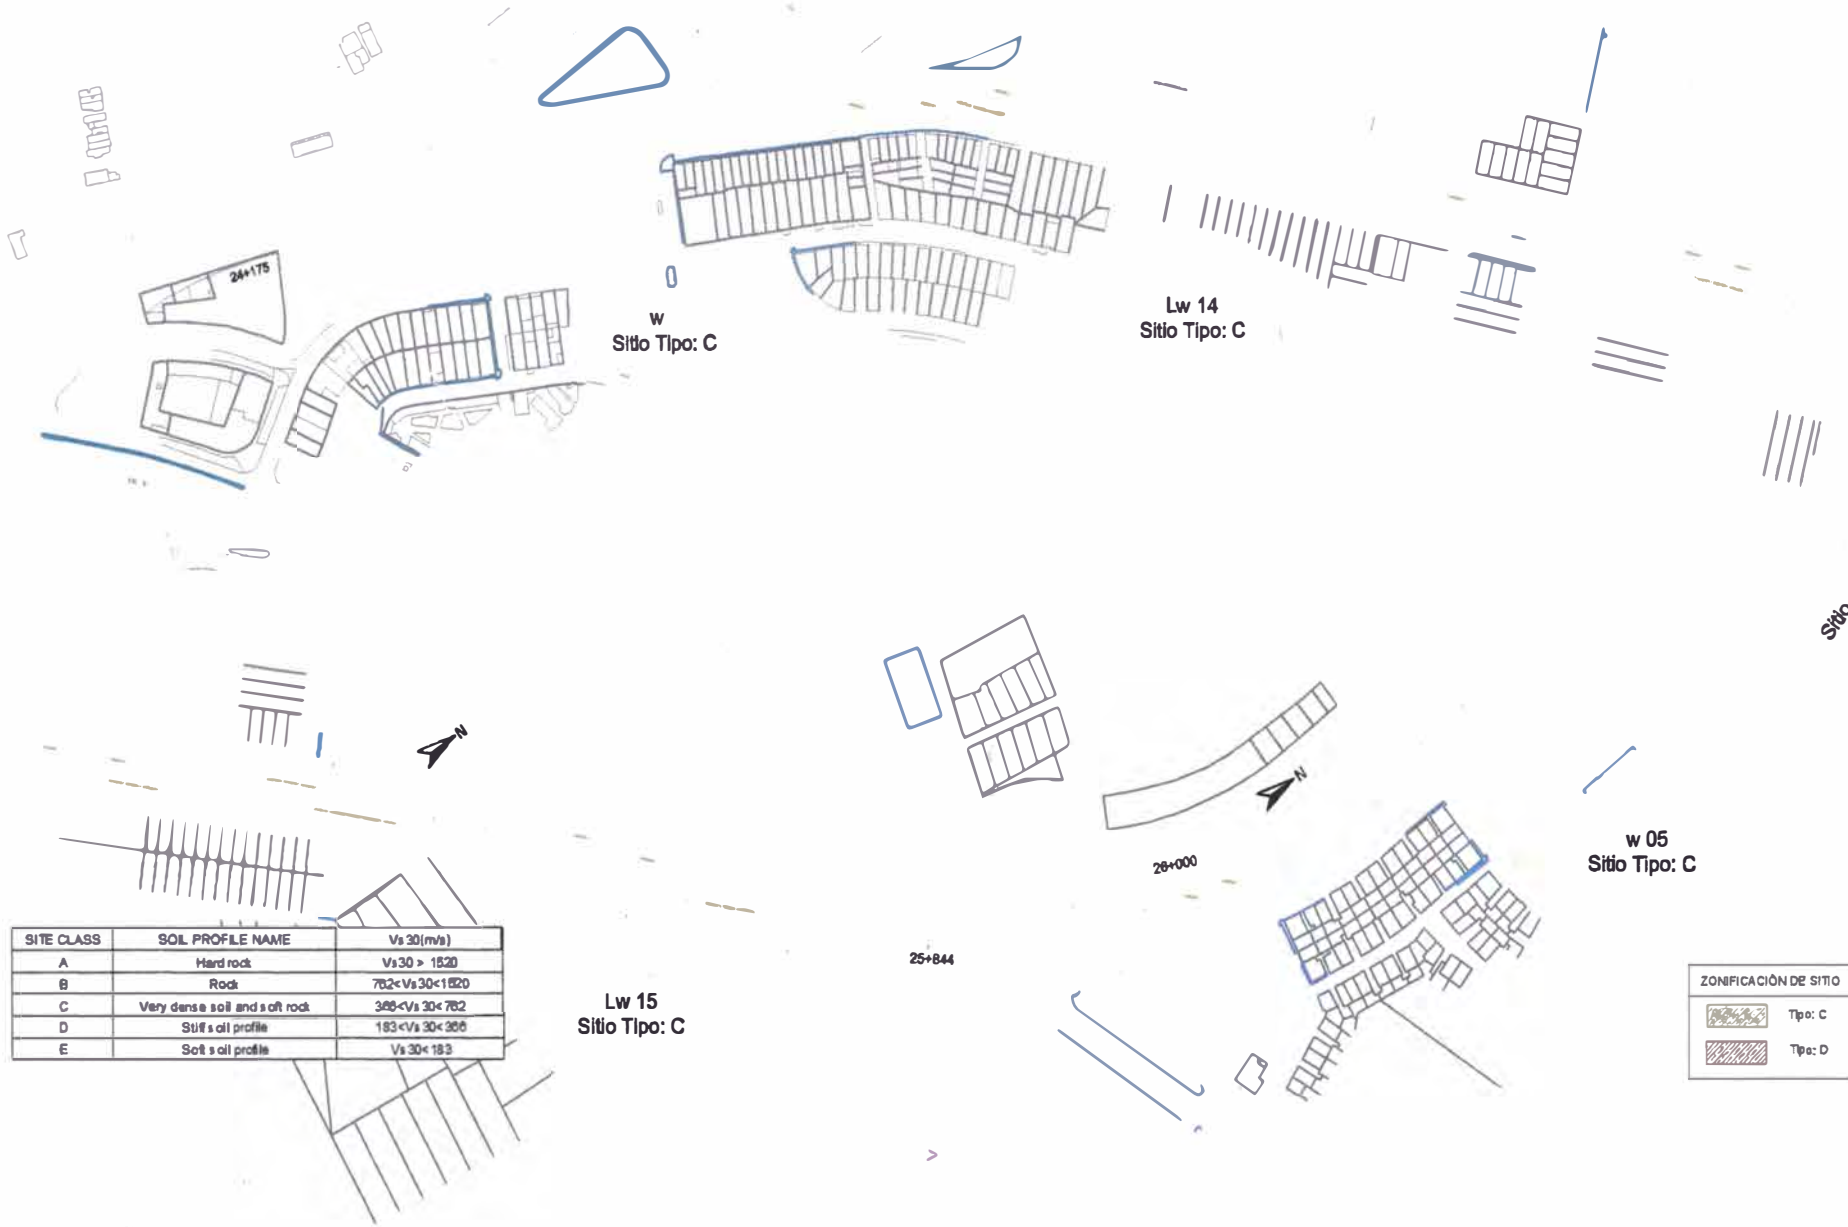 24+175
w
Sitio Tipo: C
Lw 14
Sitio Tipo: C
Sitio
N
N
26+000
w 05
Sitio Tipo: C
SITE CLASS SOIL PROFILE NAME Vs 30(m/s)
A Hard rock Vs30 > 1520
B Rock 762<Vs30<1520
C Very dense soil and soft rock 366<Vs 30<762
D Stiff soil profile 183<Vs 30<366
E Soft soil profile Vs 30<183
25+844
Lw 15
Sitio Tipo: C
ZONIFICACIÓN DE SITIO
Tipo: C
Tipo: D